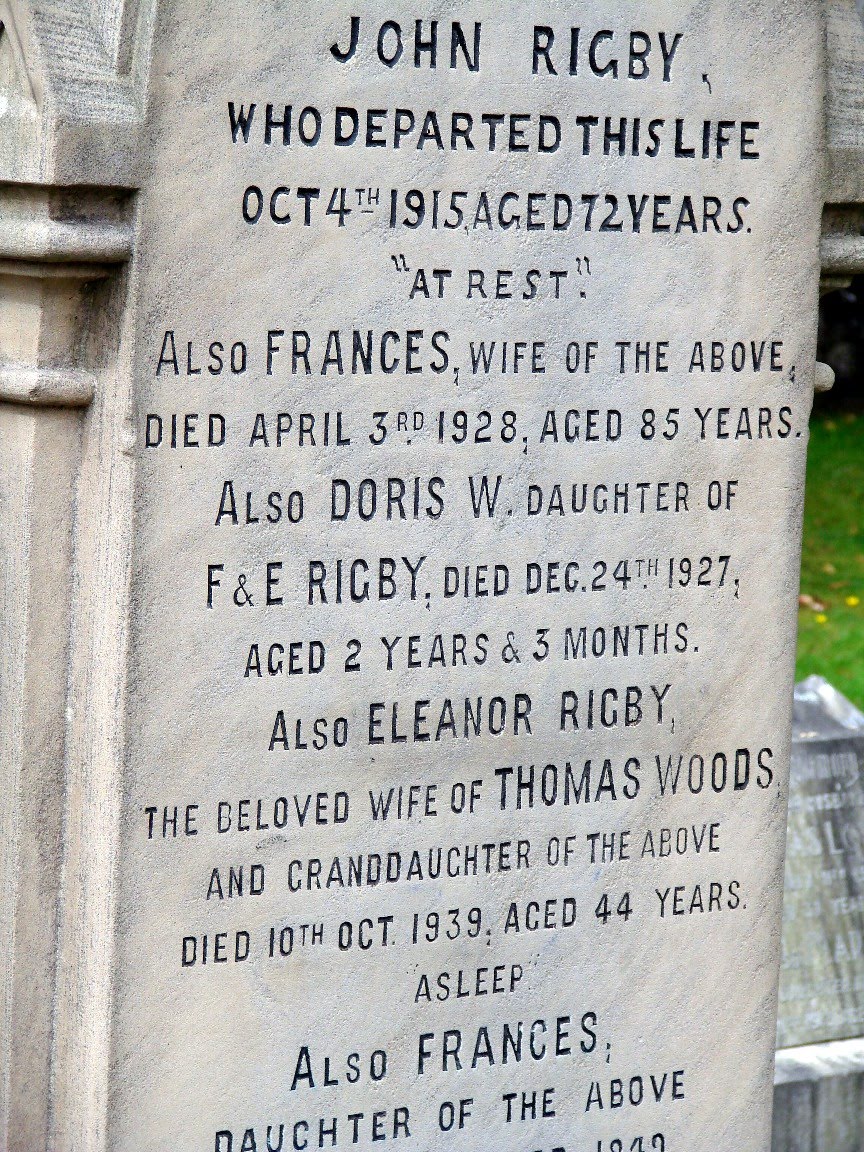 JOHN RIGBY,
WHO DEPARTED THIS LIFE
OCT 4TH 1915, AGED 72 YEARS.
"AT REST."
ALSO FRANCES, WIFE OF THE ABOVE,
DIED APRIL 3RD 1928, AGED 85 YEARS.
ALSO DORIS W. DAUGHTER OF
F & E RIGBY, DIED DEC. 24TH 1927,
AGED 2 YEARS & 3 MONTHS.
ALSO ELEANOR RIGBY,
THE BELOVED WIFE OF THOMAS WOODS,
AND GRANDDAUGHTER OF THE ABOVE
DIED 10TH OCT. 1939, AGED 44 YEARS.
"ASLEEP"
ALSO FRANCES,
DAUGHTER OF THE ABOVE